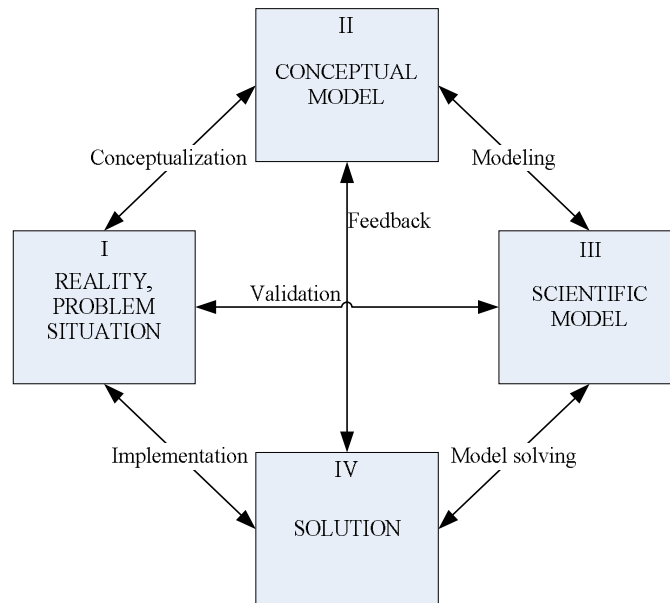 II
CONCEPTUAL
MODEL
Conceptualization
Modeling
Feedback
I
REALITY,
PROBLEM
SITUATION
Validation
III
SCIENTIFIC
MODEL
Implementation
Model solving
IV
SOLUTION